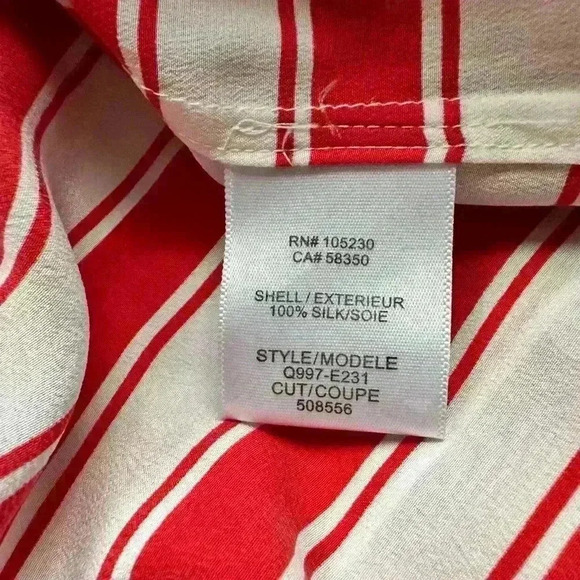 RN# 105230
CA# 58350
SHELL / EXTERIEUR
100% SILK/SOIE
STYLE/MODELE
Q997-E231
CUT/COUPE
508556